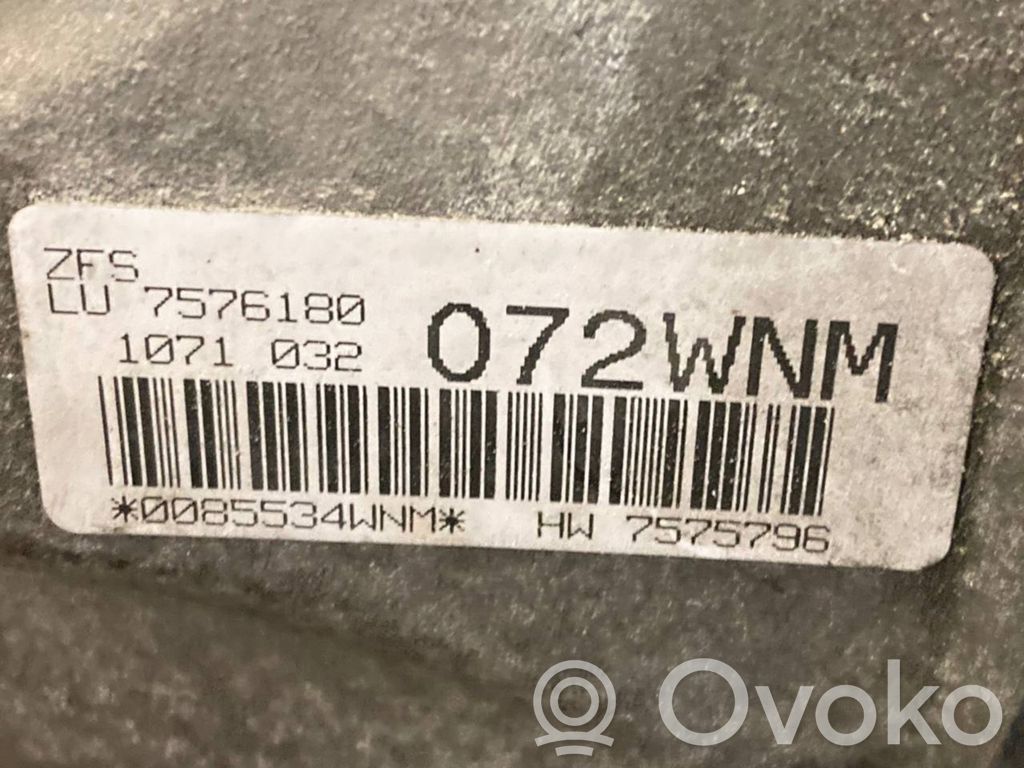 ZFS
LU 7576180
1071 032
072WNM
*0085534WNM* HW 7575796
Ovoko